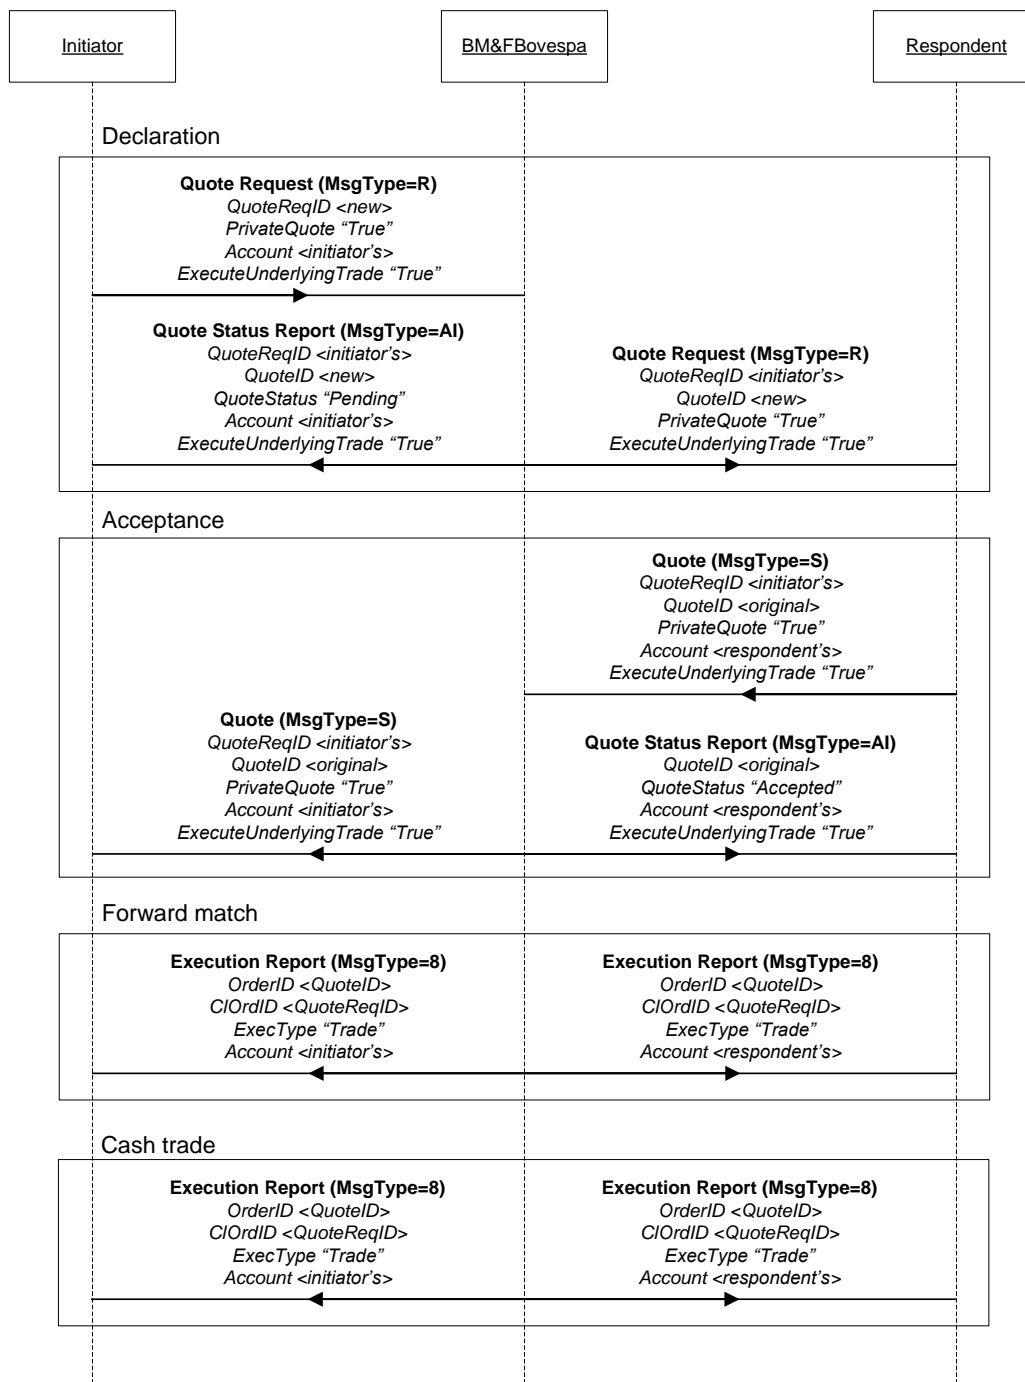 Initiator
BM&FBovespa
Respondent
Declaration
Quote Request (MsgType=R)
QuoteReqID <new>
PrivateQuote “True”
Account <initiator’s>
ExecuteUnderlyingTrade “True”
Quote Status Report (MsgType=AI)
QuoteReqID <initiator’s>
QuoteID <new>
QuoteStatus “Pending”
Account <initiator’s>
ExecuteUnderlyingTrade “True”
Quote Request (MsgType=R)
QuoteReqID <initiator’s>
QuoteID <new>
PrivateQuote “True”
ExecuteUnderlyingTrade “True”
Acceptance
Quote (MsgType=S)
QuoteReqID <initiator’s>
QuoteID <original>
PrivateQuote “True”
Account <respondent’s>
ExecuteUnderlyingTrade “True”
Quote (MsgType=S)
QuoteReqID <initiator’s>
QuoteID <original>
PrivateQuote “True”
Account <initiator’s>
ExecuteUnderlyingTrade “True”
Quote Status Report (MsgType=AI)
QuoteID <original>
QuoteStatus “Accepted”
Account <respondent’s>
ExecuteUnderlyingTrade “True”
Forward match
Execution Report (MsgType=8)
OrderID <QuoteID>
ClOrdID <QuoteReqID>
ExecType “Trade”
Account <initiator’s>
Execution Report (MsgType=8)
OrderID <QuoteID>
ClOrdID <QuoteReqID>
ExecType “Trade”
Account <respondent’s>
Cash trade
Execution Report (MsgType=8)
OrderID <QuoteID>
ClOrdID <QuoteReqID>
ExecType “Trade”
Account <initiator’s>
Execution Report (MsgType=8)
OrderID <QuoteID>
ClOrdID <QuoteReqID>
ExecType “Trade”
Account <respondent’s>